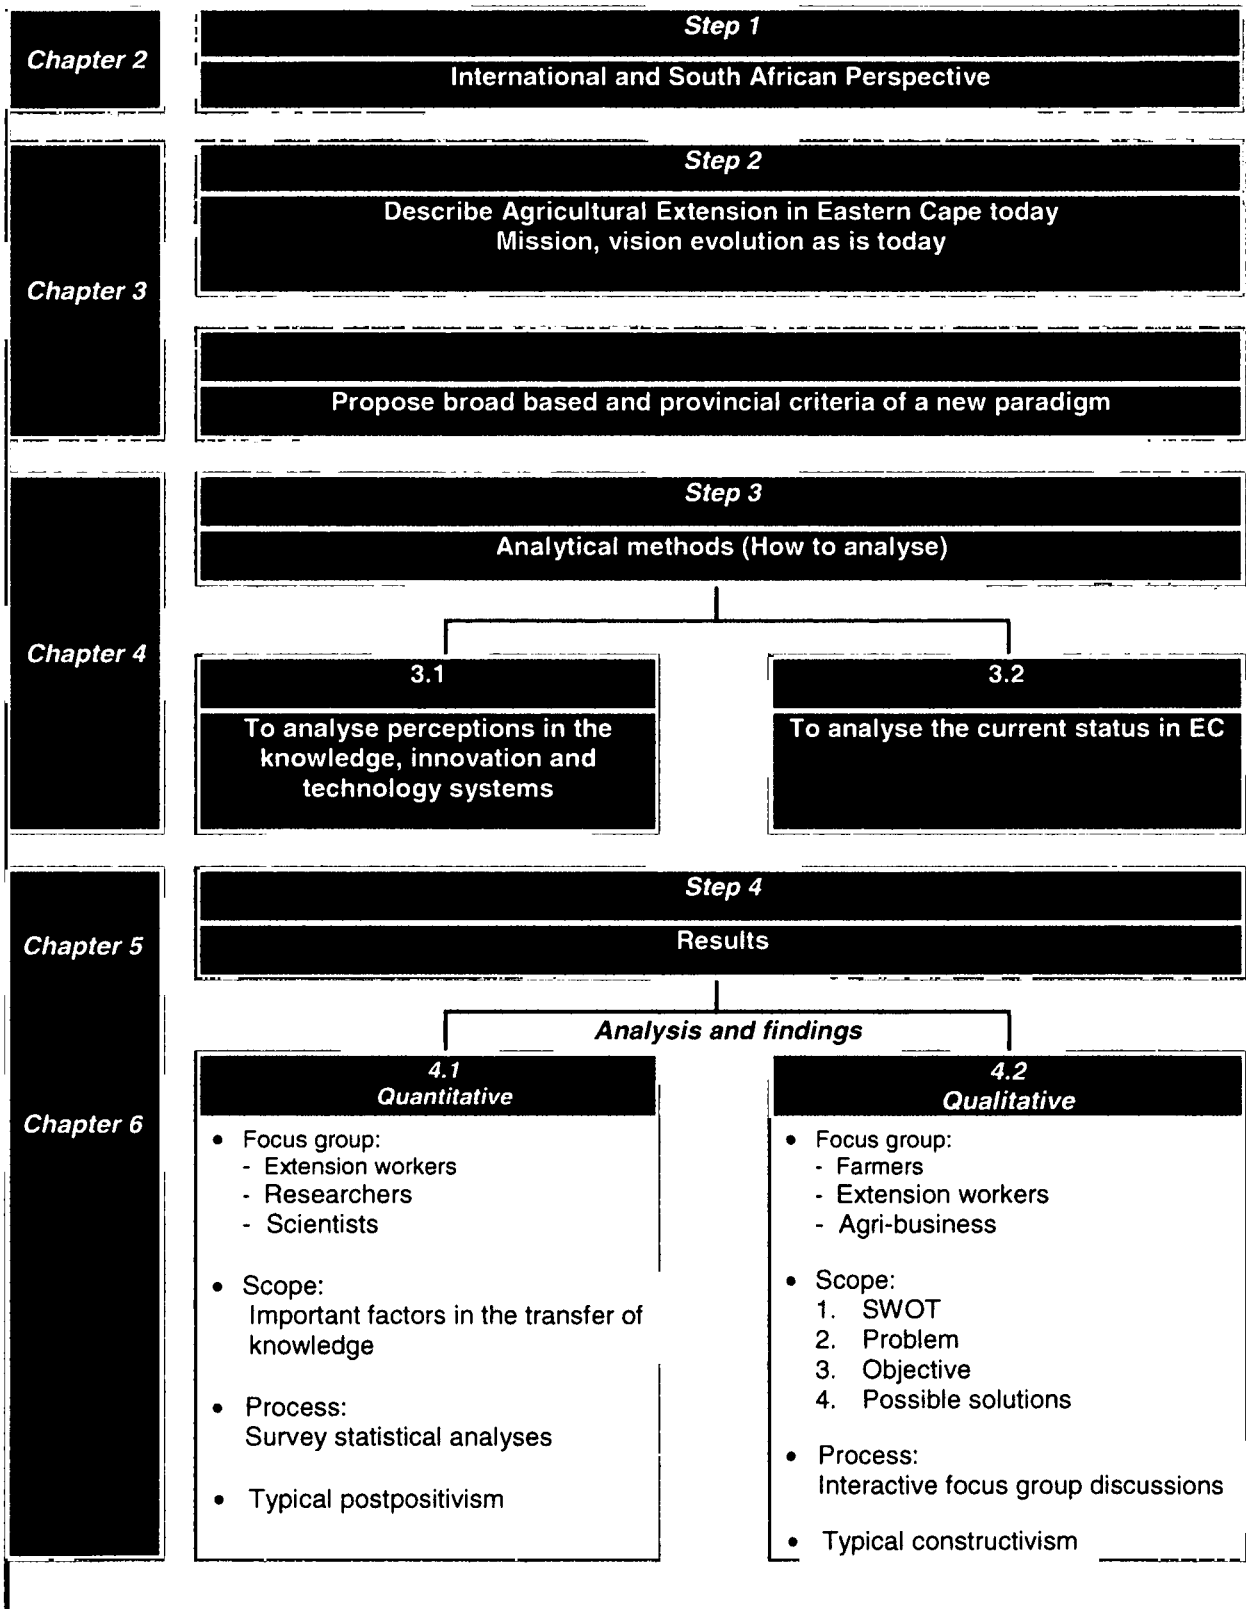 Chapter 2
Step 1
International and South African Perspective
Chapter 3
Step 2
Describe Agricultural Extension in Eastern Cape today
Mission, vision evolution as is today
Propose broad based and provincial criteria of a new paradigm
Chapter 4
Step 3
Analytical methods (How to analyse)
3.1
To analyse perceptions in the
knowledge, innovation and
technology systems
3.2
To analyse the current status in EC
Chapter 5
Step 4
Results
Analysis and findings
Chapter 6
4.1
Quantitative
• Focus group:
- Extension workers
- Researchers
- Scientists
• Scope:
Important factors in the transfer of
knowledge
• Process:
Survey statistical analyses
• Typical postpositivism
4.2
Qualitative
• Focus group:
- Farmers
- Extension workers
- Agri-business
• Scope:
1. SWOT
2. Problem
3. Objective
4. Possible solutions
• Process:
Interactive focus group discussions
• Typical constructivism